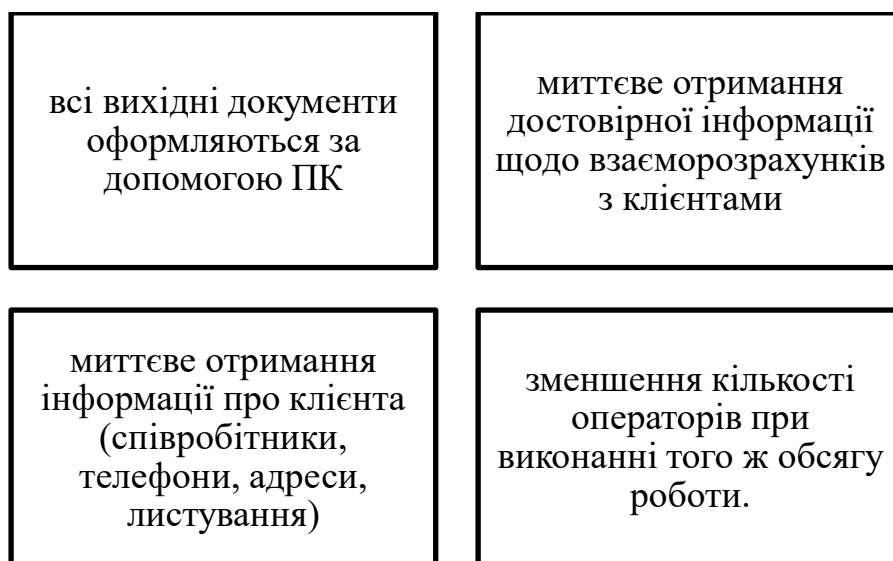 всі вихідні документи
оформляються за
допомогою ПК
миттєве отримання
достовірної інформації
щодо взаєморозрахунків
з клієнтами
миттєве отримання
інформації про клієнта
(співробітники,
телефони, адреси,
листування)
зменшення кількості
операторів при
виконанні того ж обсягу
роботи.